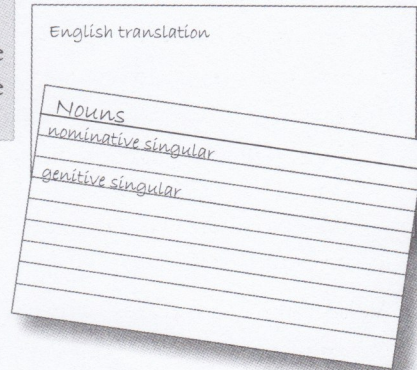 English translation
Nouns
nominative singular
genitive singular